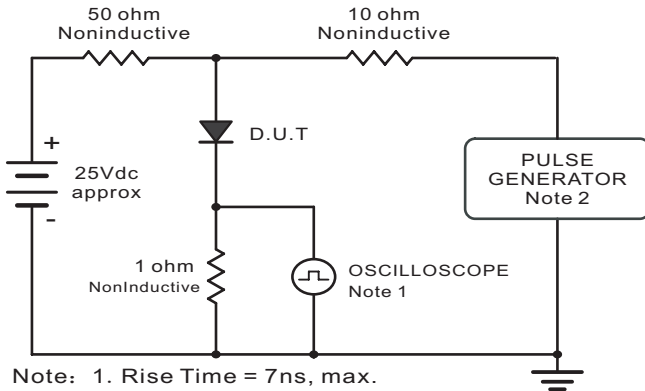 50 ohm
Noninductive
10 ohm
Noninductive
+
25Vdc
approx
-
D.U.T
PULSE
GENERATOR
Note 2
1 ohm
NonInductive
OSCILLOSCOPE
Note 1
Note: 1. Rise Time = 7ns, max.